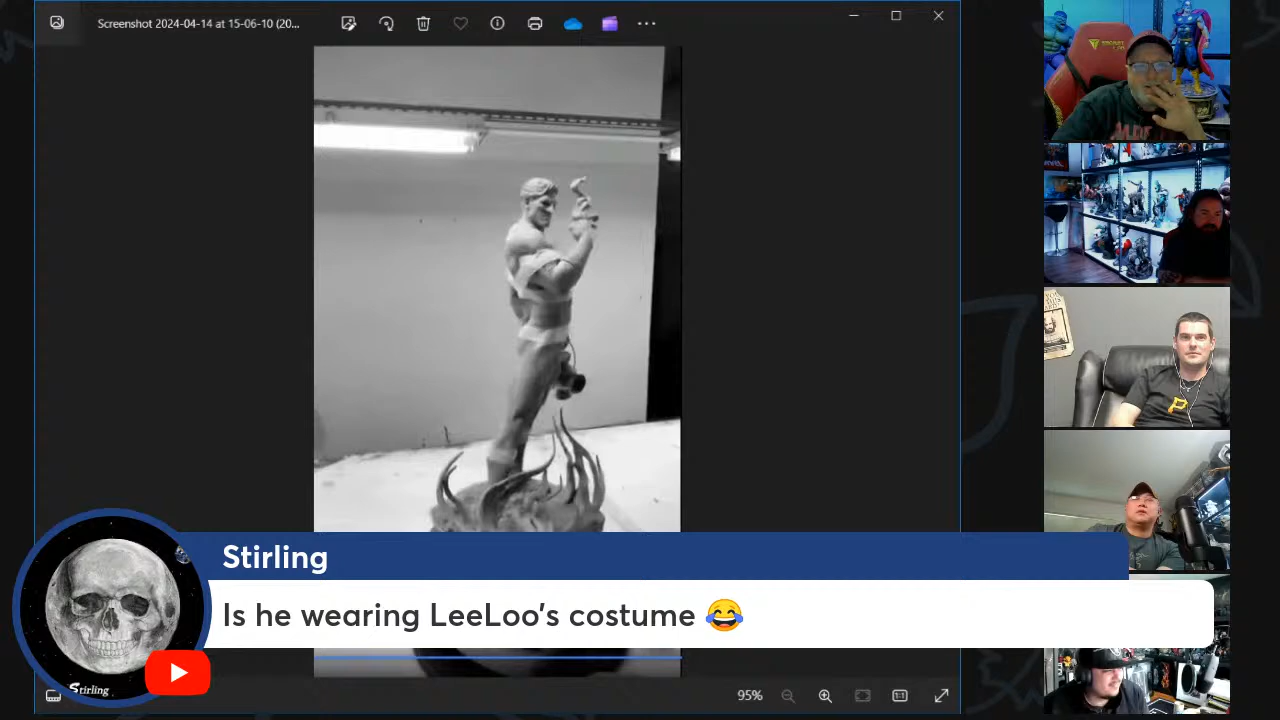 Screenshot 2024-04-14 at 15-06-10 (20...
Stirling
Is he wearing LeeLoo's costume 😂
Stirling
95%